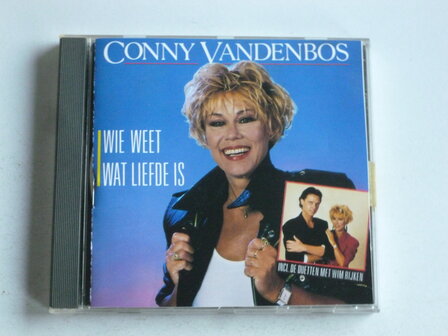 CONNY VANDENBOS
WIE WEET
WAT LIEFDE IS
INCL. DE DUETTEN MET WIM RIJKEN